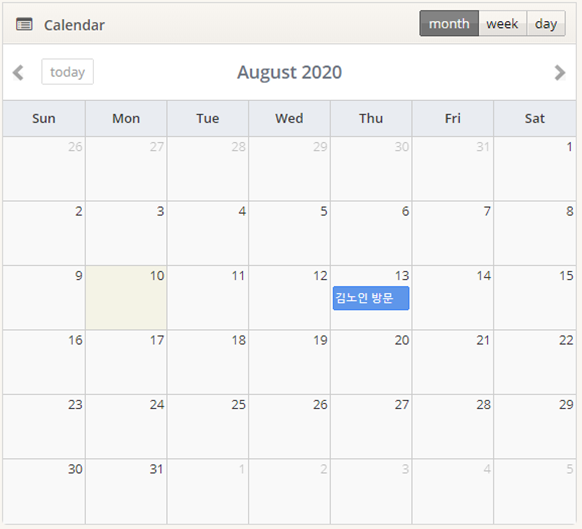 Calendar month week day
today August 2020
Sun Mon Tue Wed Thu Fri Sat
26 27 28 29 30 31 1
2 3 4 5 6 7 8
9 10 11 12 13 14 15
김노인 방문
16 17 18 19 20 21 22
23 24 25 26 27 28 29
30 31 1 2 3 4 5